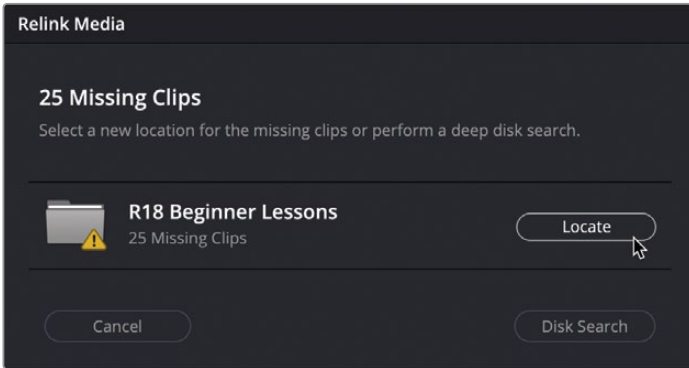 Relink Media
25 Missing Clips
Select a new location for the missing clips or perform a deep disk search.
R18 Beginner Lessons
25 Missing Clips
Locate
Cancel
Disk Search